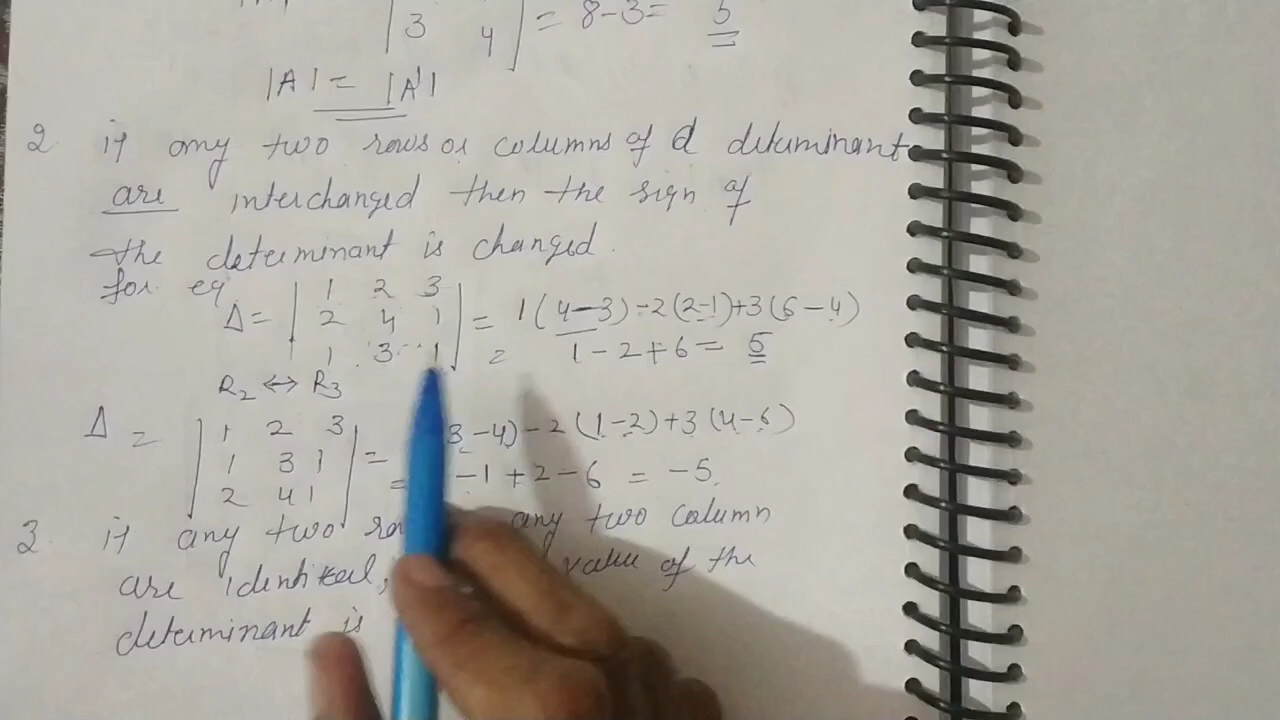 | 3 4 | = 8-3= 5
|A| = |A'|
2 if any two rows or columns of a determinant
are interchanged then the sign of
the determinant is changed.
for eg
Δ= | 1 2 3 |
| 2 4 1 | = 1(4-3)-2(2-1)+3(6-4)
| 1 3 1 | = 1-2+6= 5
R2 ↔ R3
Δ = | 1 2 3 | 3-4)-2(1-2)+3(4-6)
| 1 3 1 | =
| 2 4 1 | = -1+2-6 = -5.
3 if any two any two column
are identical, value of the
determinant is